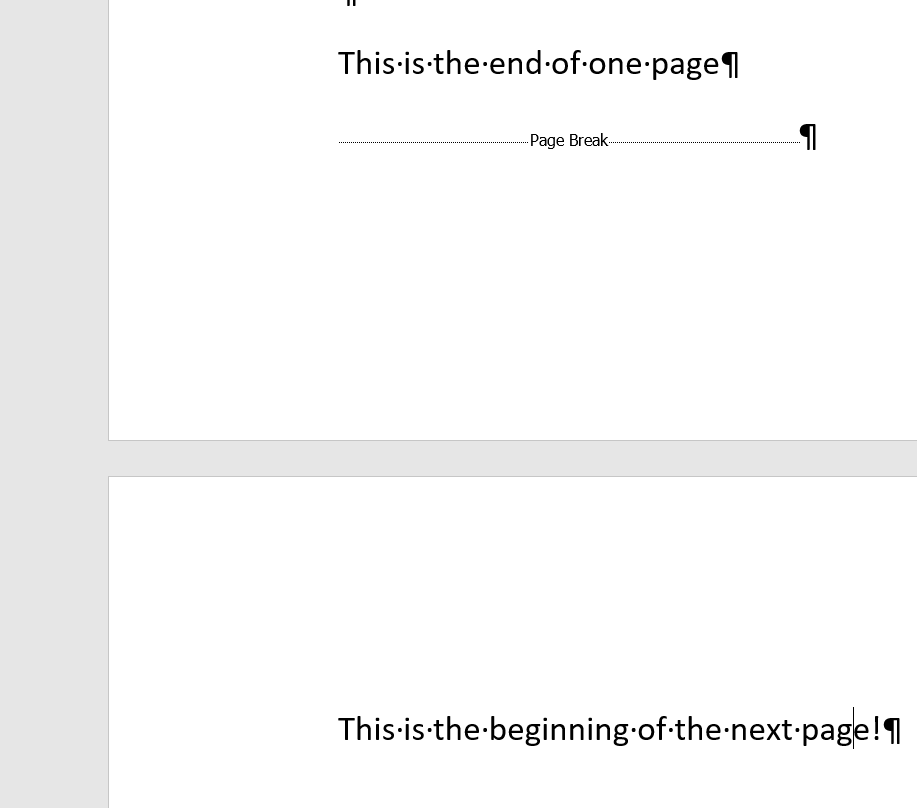 ¶
This·is·the·end·of·one·page¶
Page Break¶
This·is·the·beginning·of·the·next·page!¶